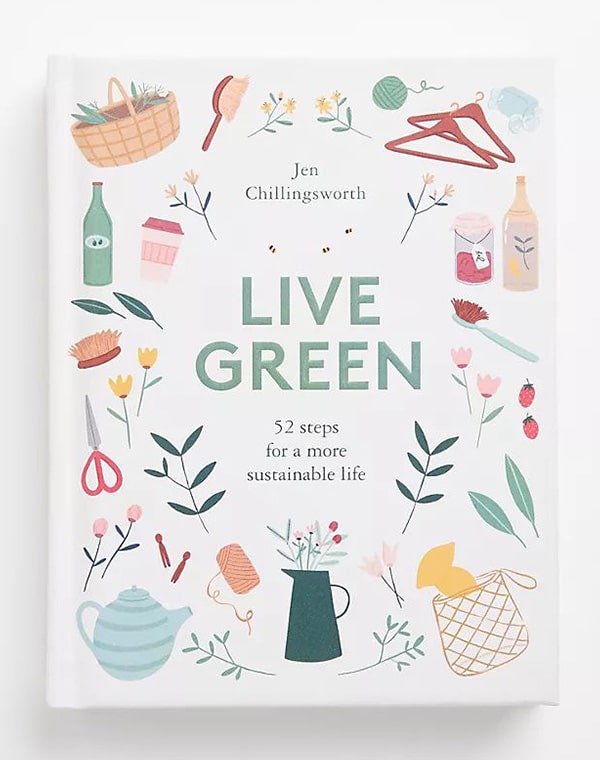 Jen
Chillingsworth
LIVE
GREEN
52 steps
for a more
sustainable life